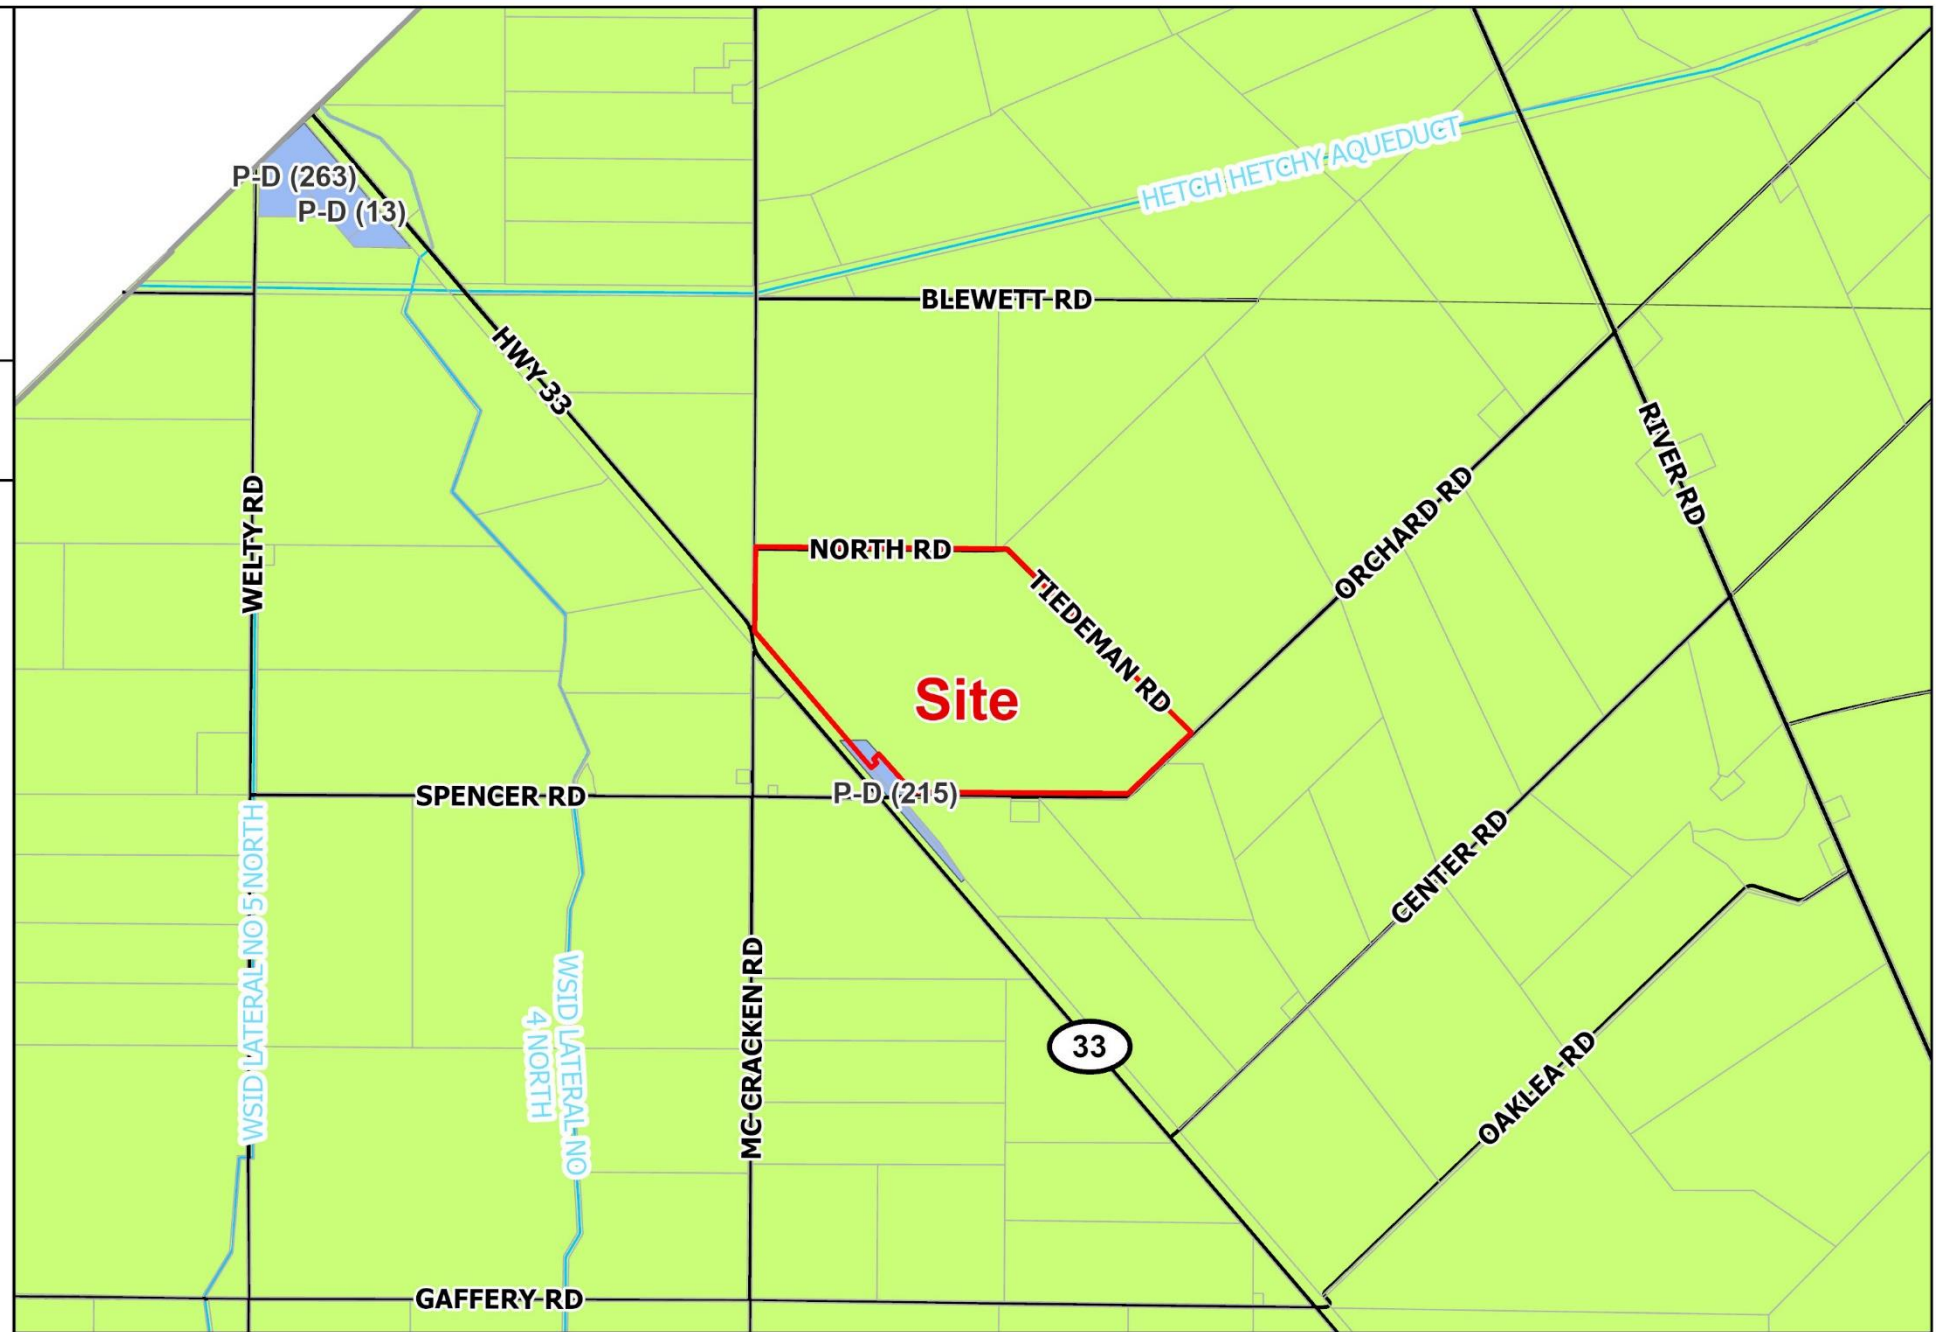 HETCH HETCHY AQUEDUCT
P-D (263)
P-D (13)
BLEWETT RD
HWY 33
RIVER RD
WELTY RD
ORCHARD RD
NORTH RD
TIEDEMAN RD
Site
SPENCER RD
P-D (215)
CENTER RD
WSID LATERAL NO 5 NORTH
WSID LATERAL NO
4 NORTH
MC CRACKEN RD
33
OAKLEA RD
GAFFERY RD